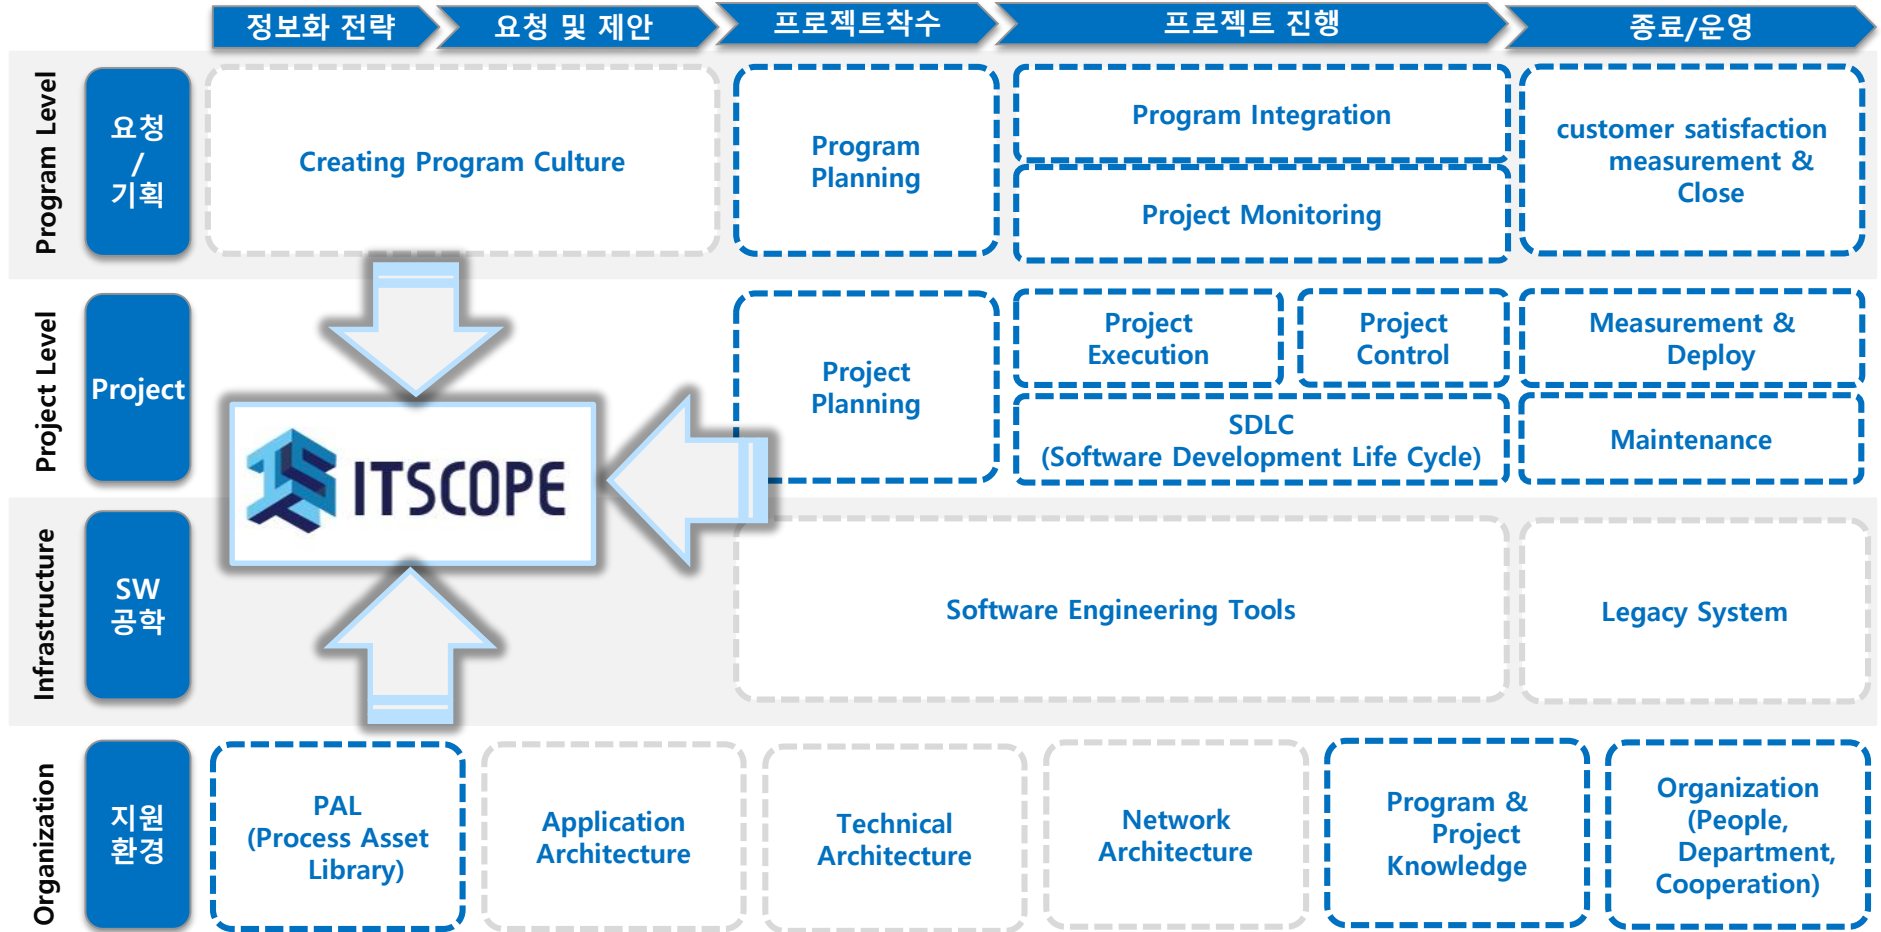 정보화 전략
요청 및 제안
프로젝트착수
프로젝트 진행
종료/운영
Program Level
요청
/
기획
Creating Program Culture
Program
Planning
Program Integration
Project Monitoring
customer satisfaction
measurement &
Close
Project Level
Project
Project
Planning
Project
Execution
Project
Control
Measurement &
Deploy
SDLC
(Software Development Life Cycle)
Maintenance
ITSCOPE
Infrastructure
SW
공학
Software Engineering Tools
Legacy System
Organization
지원
환경
PAL
(Process Asset
Library)
Application
Architecture
Technical
Architecture
Network
Architecture
Program &
Project
Knowledge
Organization
(People,
Department,
Cooperation)